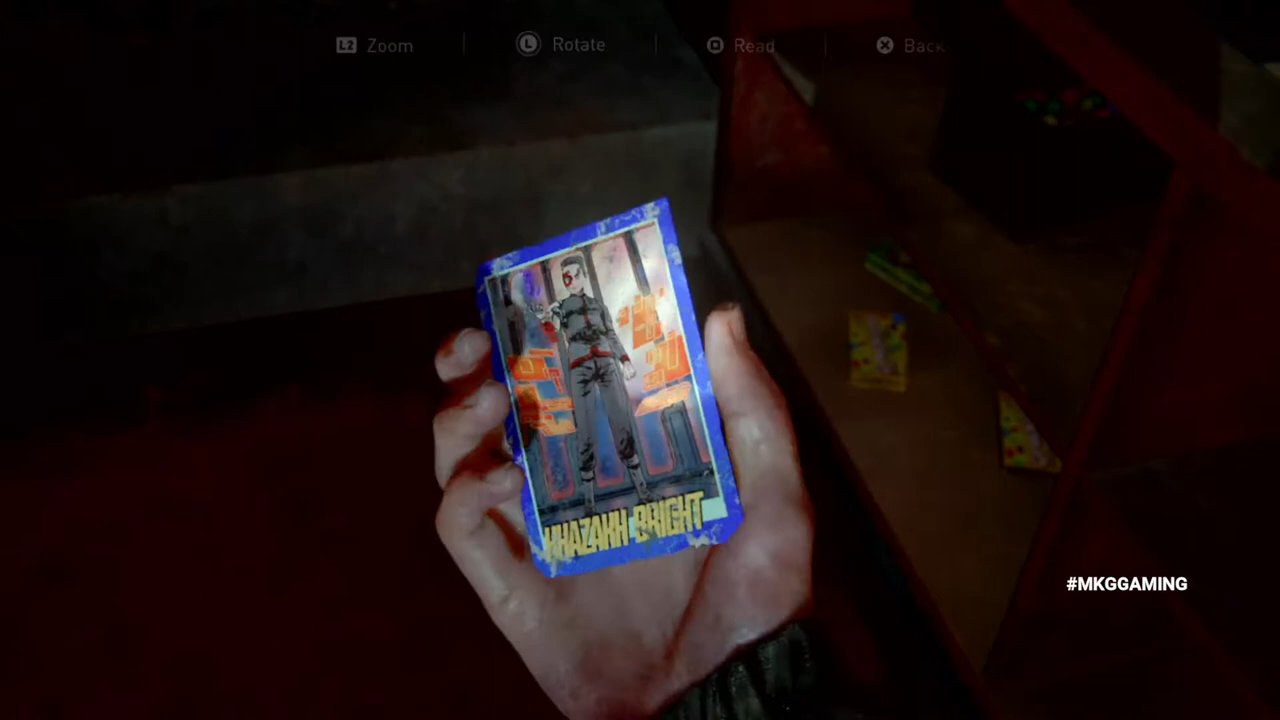 L2 Zoom
L Rotate
Read
Back
KHAZAKH BRIGHT
#MKGGAMING